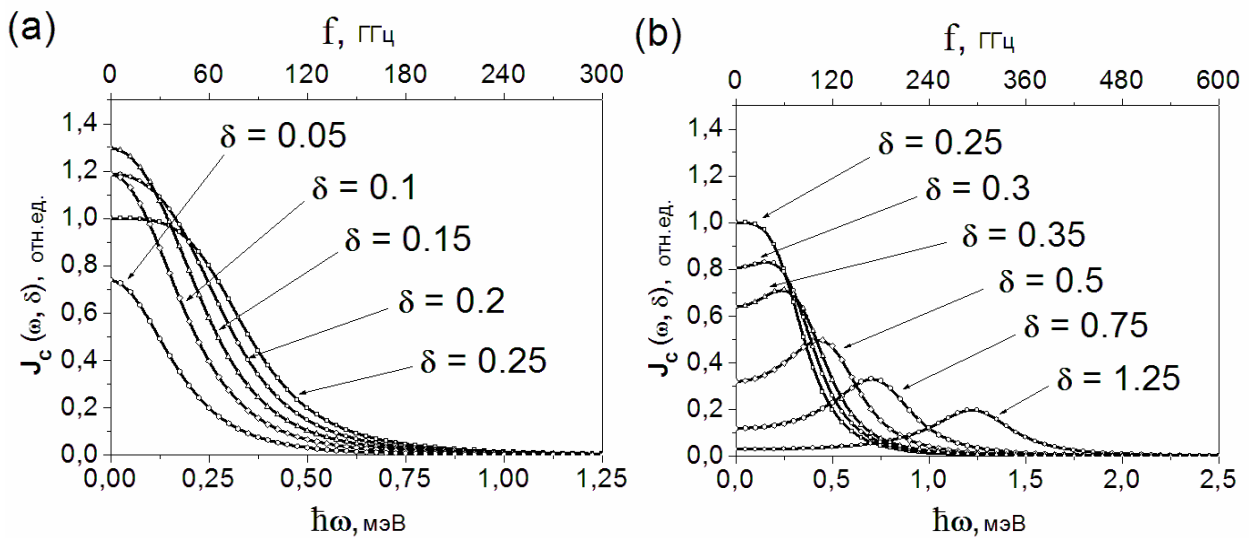 (a)
f, ГГц
0 60 120 180 240 300
1,4
1,2
1,0
0,8
0,6
0,4
0,2
0,0
J_c (ω, δ), отн.ед.
δ = 0.05
δ = 0.1
δ = 0.15
δ = 0.2
δ = 0.25
0,00 0,25 0,50 0,75 1,00 1,25
ħω, мэВ
(b)
f, ГГц
0 120 240 360 480 600
1,4
1,2
1,0
0,8
0,6
0,4
0,2
0,0
J_c (ω, δ), отн.ед.
δ = 0.25
δ = 0.3
δ = 0.35
δ = 0.5
δ = 0.75
δ = 1.25
0,0 0,5 1,0 1,5 2,0 2,5
ħω, мэВ